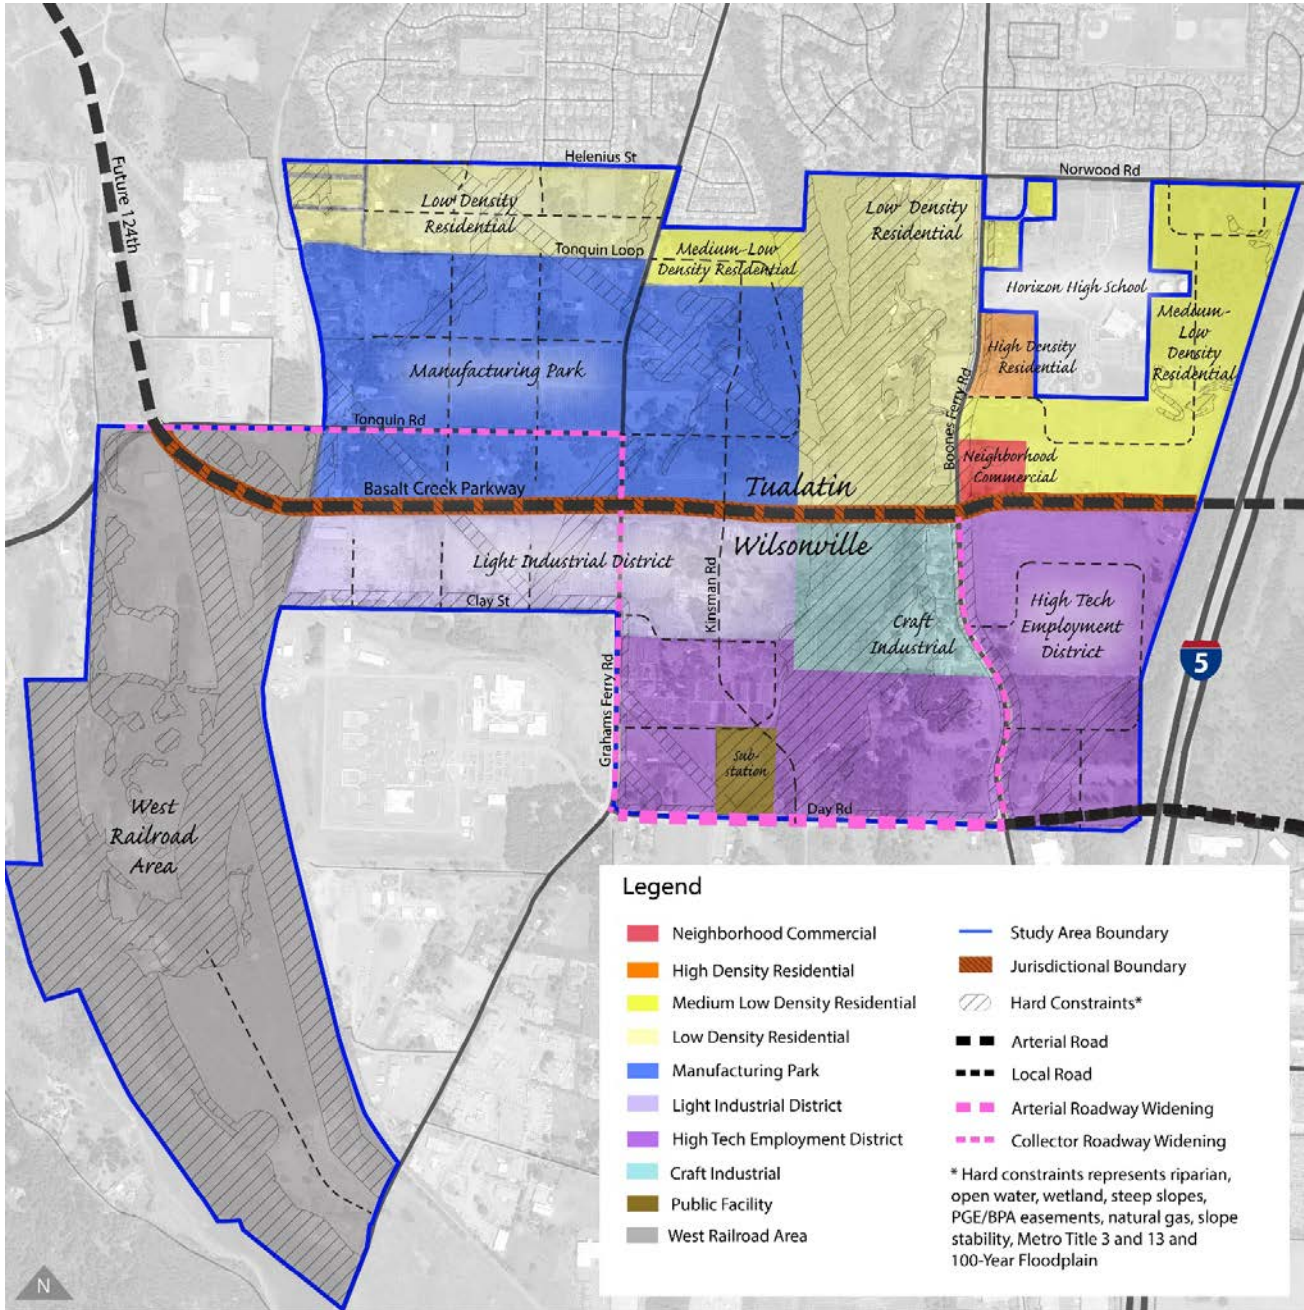 Helenius St
Norwood Rd
Future 124th
Low Density
Residential
Low Density
Residential
Tonquin Loop
Medium-Low
Density Residential
Horizon High School
Medium-
Low
Density
Residential
High Density
Residential
Manufacturing Park
Boones Ferry Rd
Tonquin Rd
Neighborhood
Commercial
Basalt Creek Parkway
Tualatin
Wilsonville
Light Industrial District
Kinsman Rd
Clay St
Craft
Industrial
High Tech
Employment
District
5
Grahams Ferry Rd
Sub-
station
Day Rd
West
Railroad
Area
Legend
Neighborhood Commercial
High Density Residential
Medium Low Density Residential
Low Density Residential
Manufacturing Park
Light Industrial District
High Tech Employment District
Craft Industrial
Public Facility
West Railroad Area
Study Area Boundary
Jurisdictional Boundary
Hard Constraints*
Arterial Road
Local Road
Arterial Roadway Widening
Collector Roadway Widening
* Hard constraints represents riparian,
open water, wetland, steep slopes,
PGE/BPA easements, natural gas, slope
stability, Metro Title 3 and 13 and
100-Year Floodplain
N